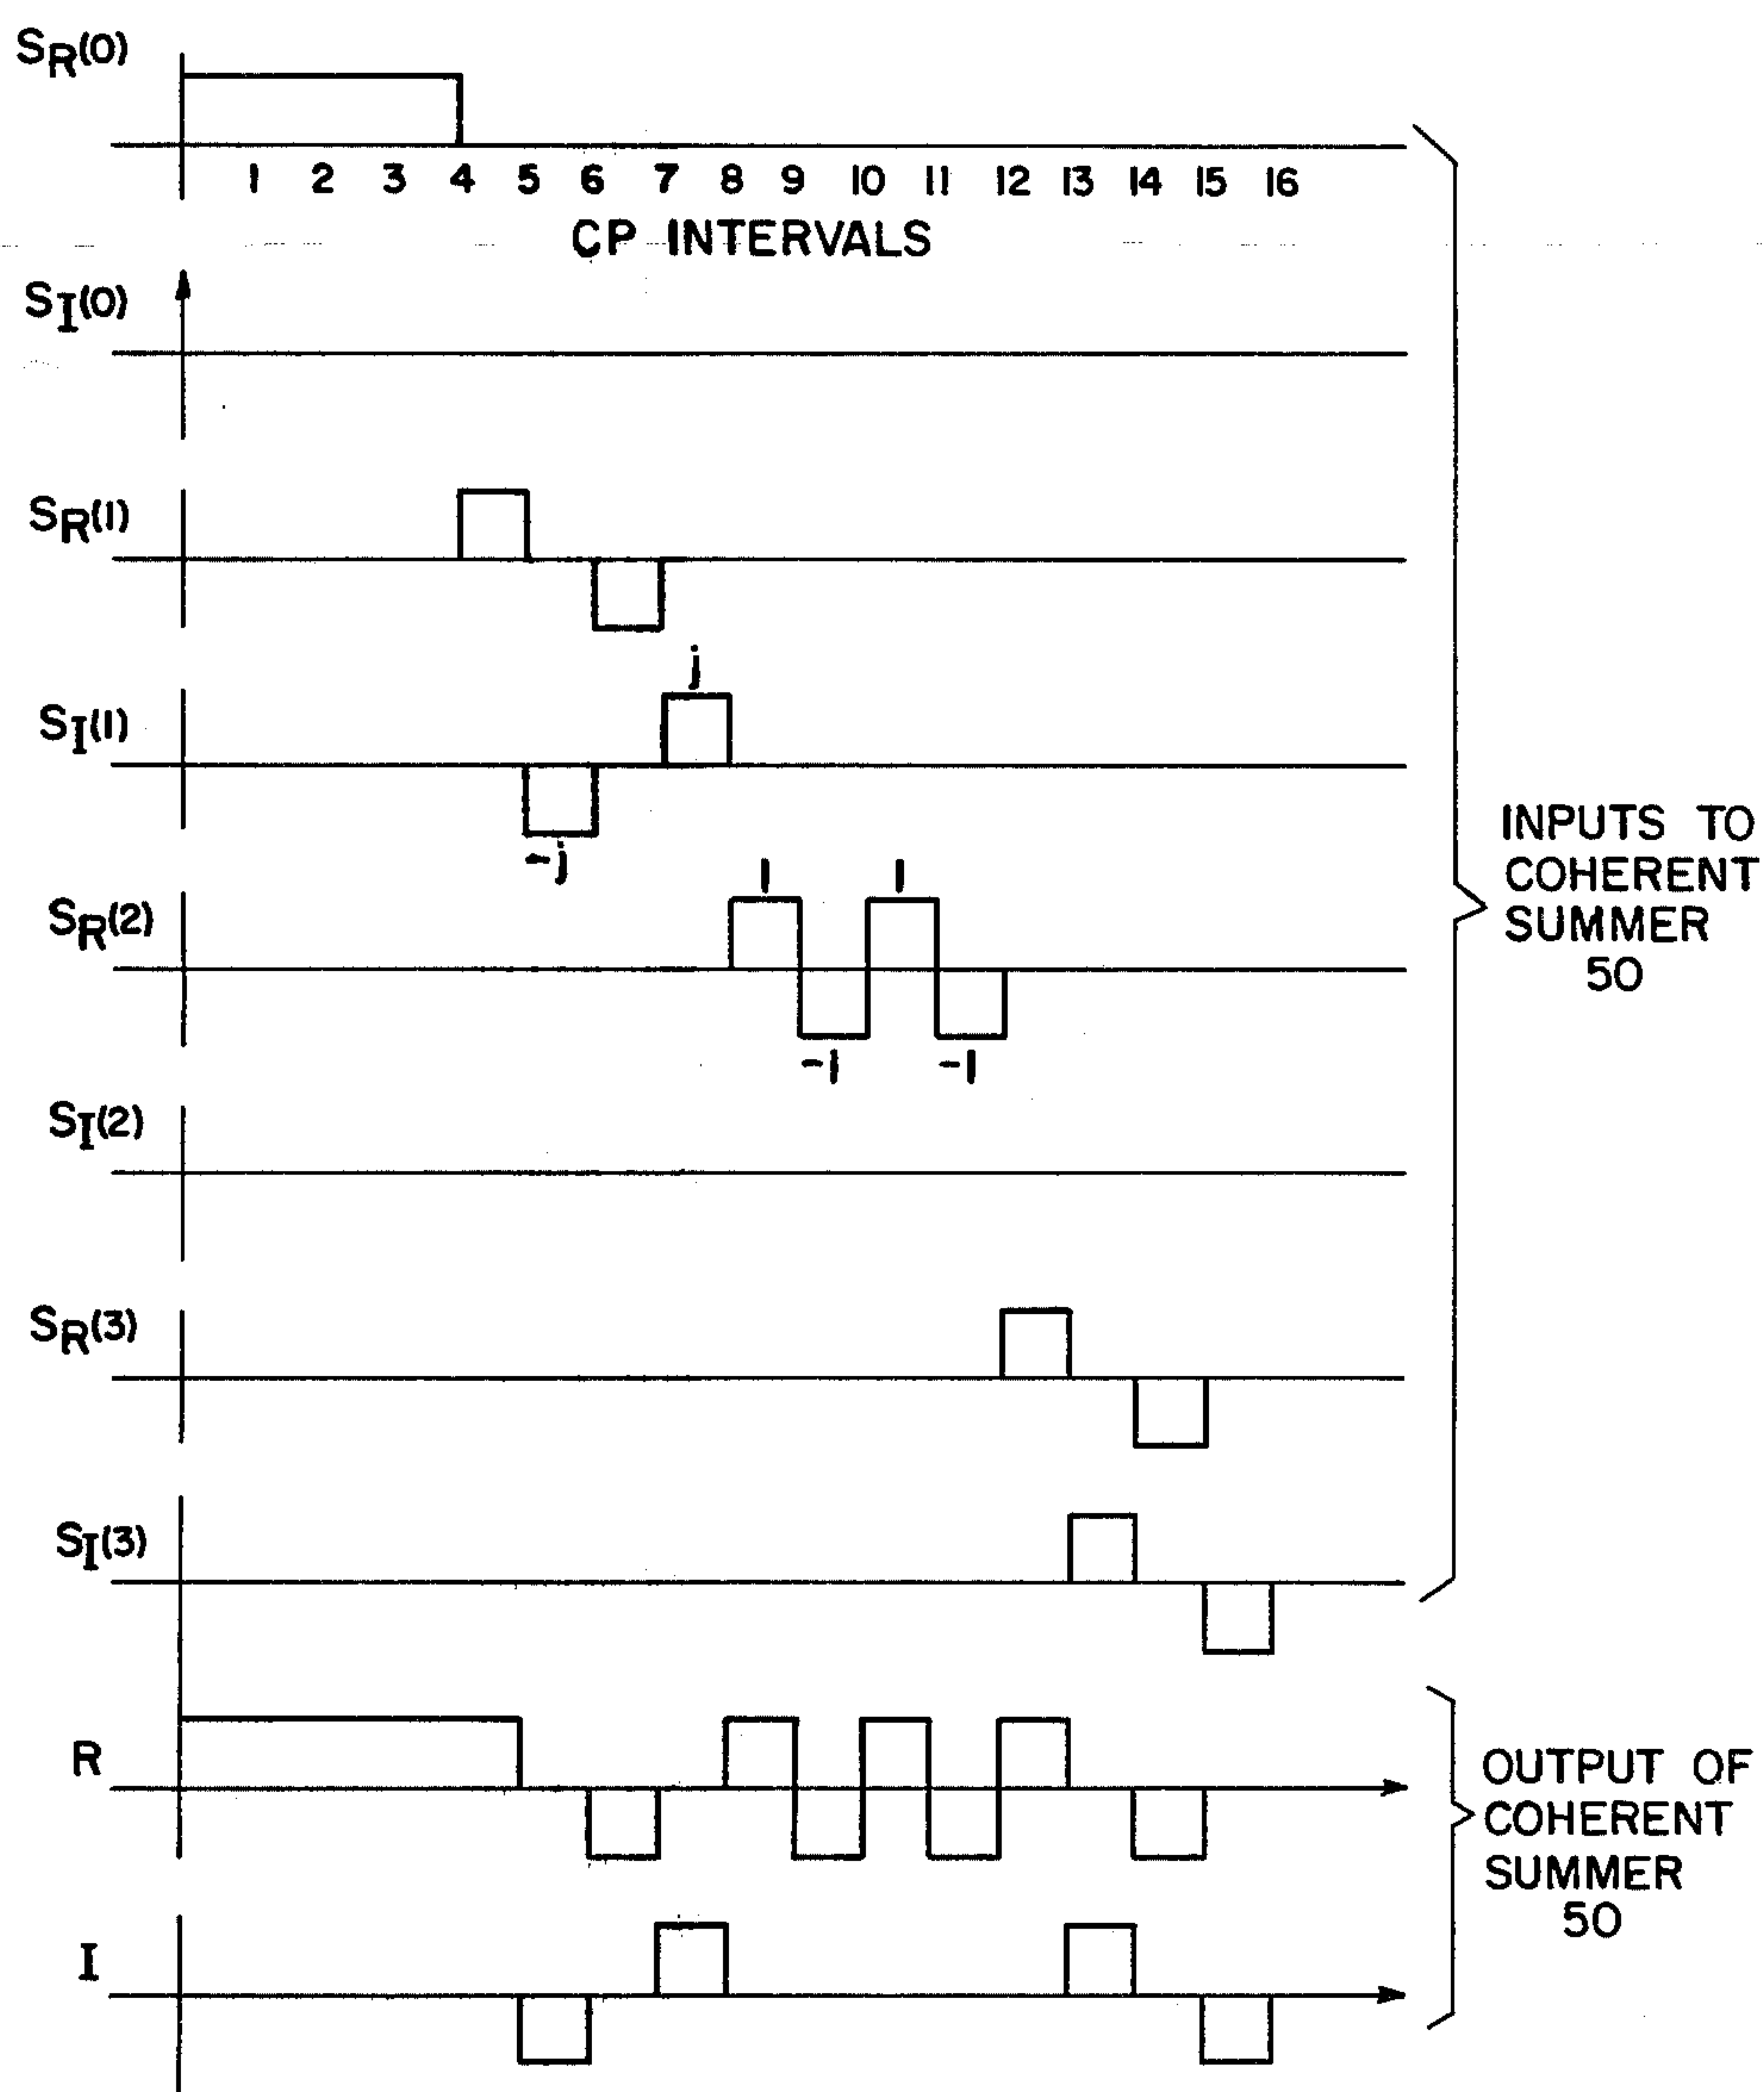 SR(0)
1 2 3 4 5 6 7 8 9 10 11 12 13 14 15 16
CP INTERVALS
SI(0)
SR(1)
j
SI(1)
-j
1 1
SR(2)
-1 -1
INPUTS TO
COHERENT
SUMMER
50
SI(2)
SR(3)
SI(3)
R
OUTPUT OF
COHERENT
SUMMER
50
I